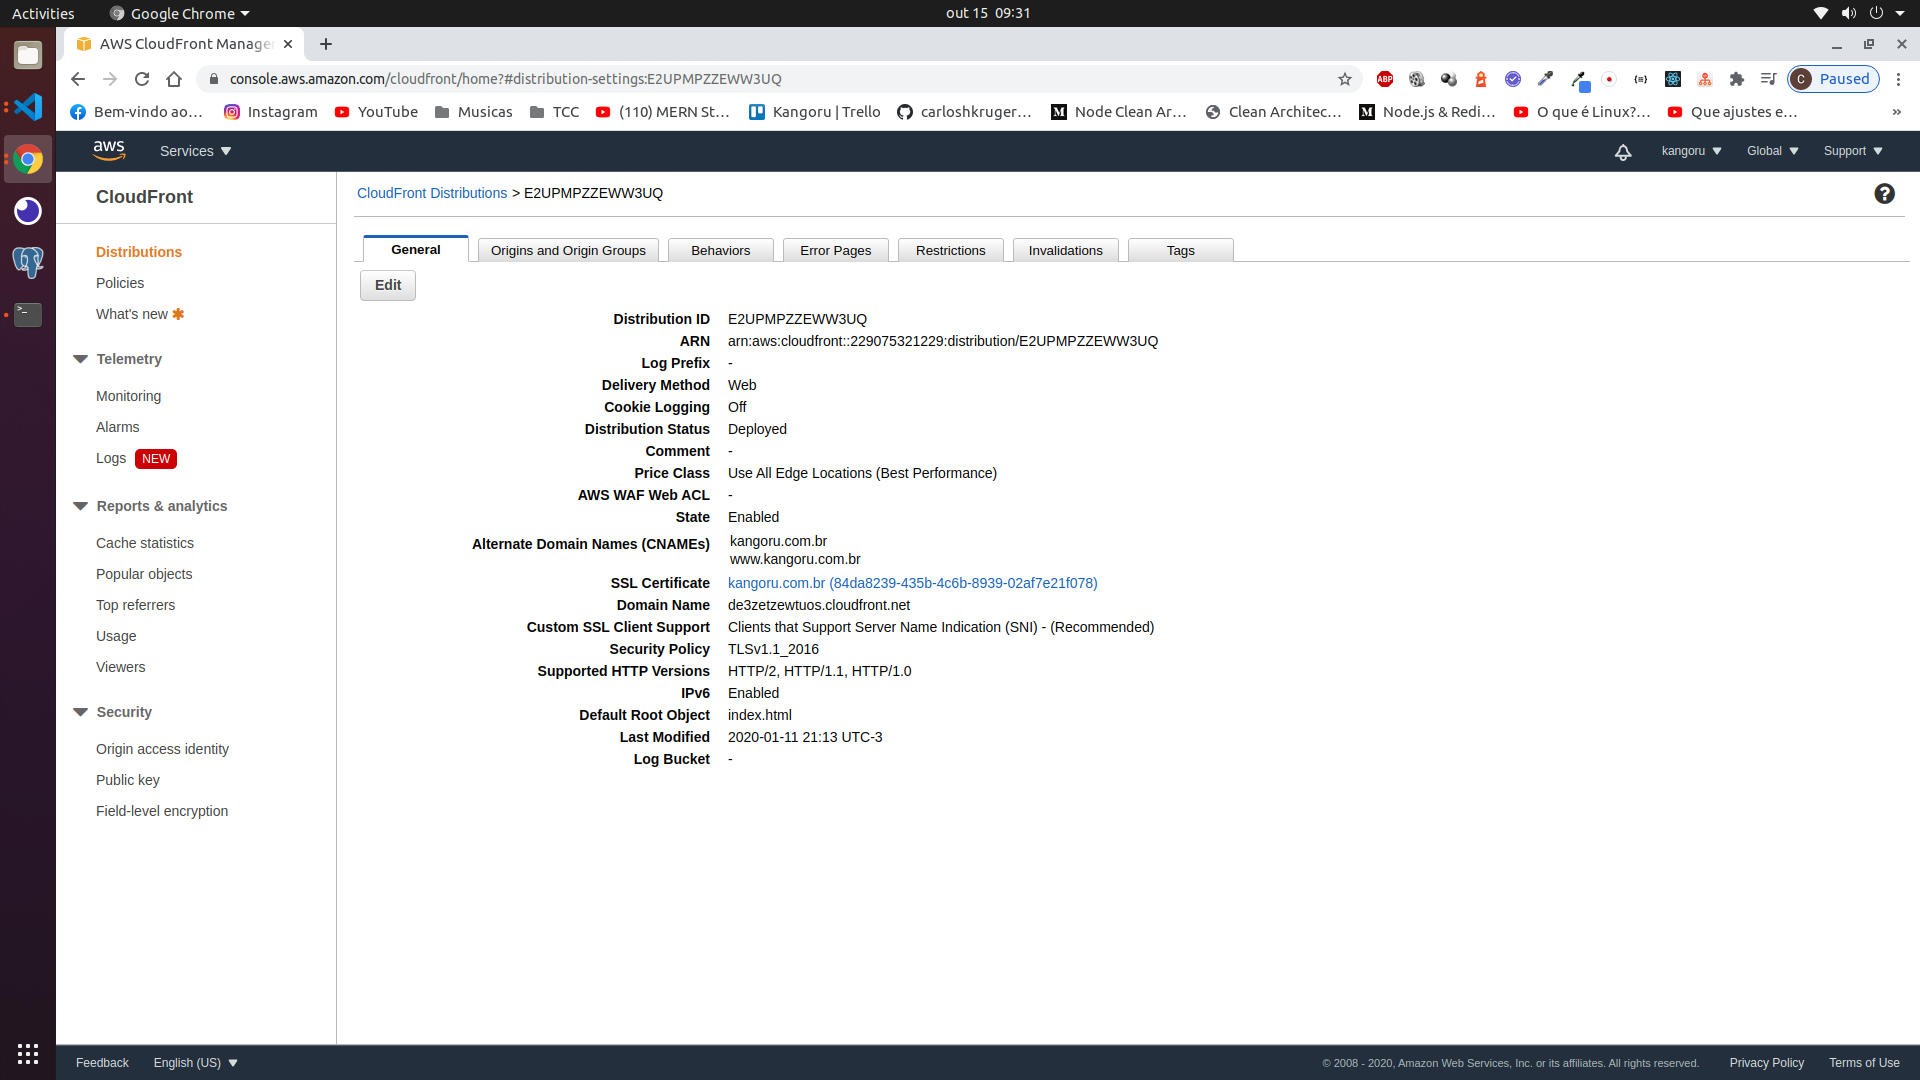 Activities
Google Chrome
out 15 09:31
AWS CloudFront Manage
console.aws.amazon.com/cloudfront/home?#distribution-settings:E2UPMPZZEWW3UQ
ABP
C Paused
Bem-vindo ao…
Instagram
YouTube
Musicas
TCC
(110) MERN St…
Kangoru | Trello
carloshkruger…
Node Clean Ar…
Clean Architec…
Node.js & Redi…
O que é Linux?…
Que ajustes e…
»
aws
Services
kangoru
Global
Support
CloudFront
Distributions
Policies
What's new
Telemetry
Monitoring
Alarms
Logs NEW
Reports & analytics
Cache statistics
Popular objects
Top referrers
Usage
Viewers
Security
Origin access identity
Public key
Field-level encryption
CloudFront Distributions > E2UPMPZZEWW3UQ
General
Origins and Origin Groups
Behaviors
Error Pages
Restrictions
Invalidations
Tags
Edit
Distribution ID E2UPMPZZEWW3UQ
ARN arn:aws:cloudfront::229075321229:distribution/E2UPMPZZEWW3UQ
Log Prefix -
Delivery Method Web
Cookie Logging Off
Distribution Status Deployed
Comment -
Price Class Use All Edge Locations (Best Performance)
AWS WAF Web ACL -
State Enabled
Alternate Domain Names (CNAMEs) kangoru.com.br
www.kangoru.com.br
SSL Certificate kangoru.com.br (84da8239-435b-4c6b-8939-02af7e21f078)
Domain Name de3zetzewtuos.cloudfront.net
Custom SSL Client Support Clients that Support Server Name Indication (SNI) - (Recommended)
Security Policy TLSv1.1_2016
Supported HTTP Versions HTTP/2, HTTP/1.1, HTTP/1.0
IPv6 Enabled
Default Root Object index.html
Last Modified 2020-01-11 21:13 UTC-3
Log Bucket -
Feedback
English (US)
© 2008 - 2020, Amazon Web Services, Inc. or its affiliates. All rights reserved.
Privacy Policy
Terms of Use